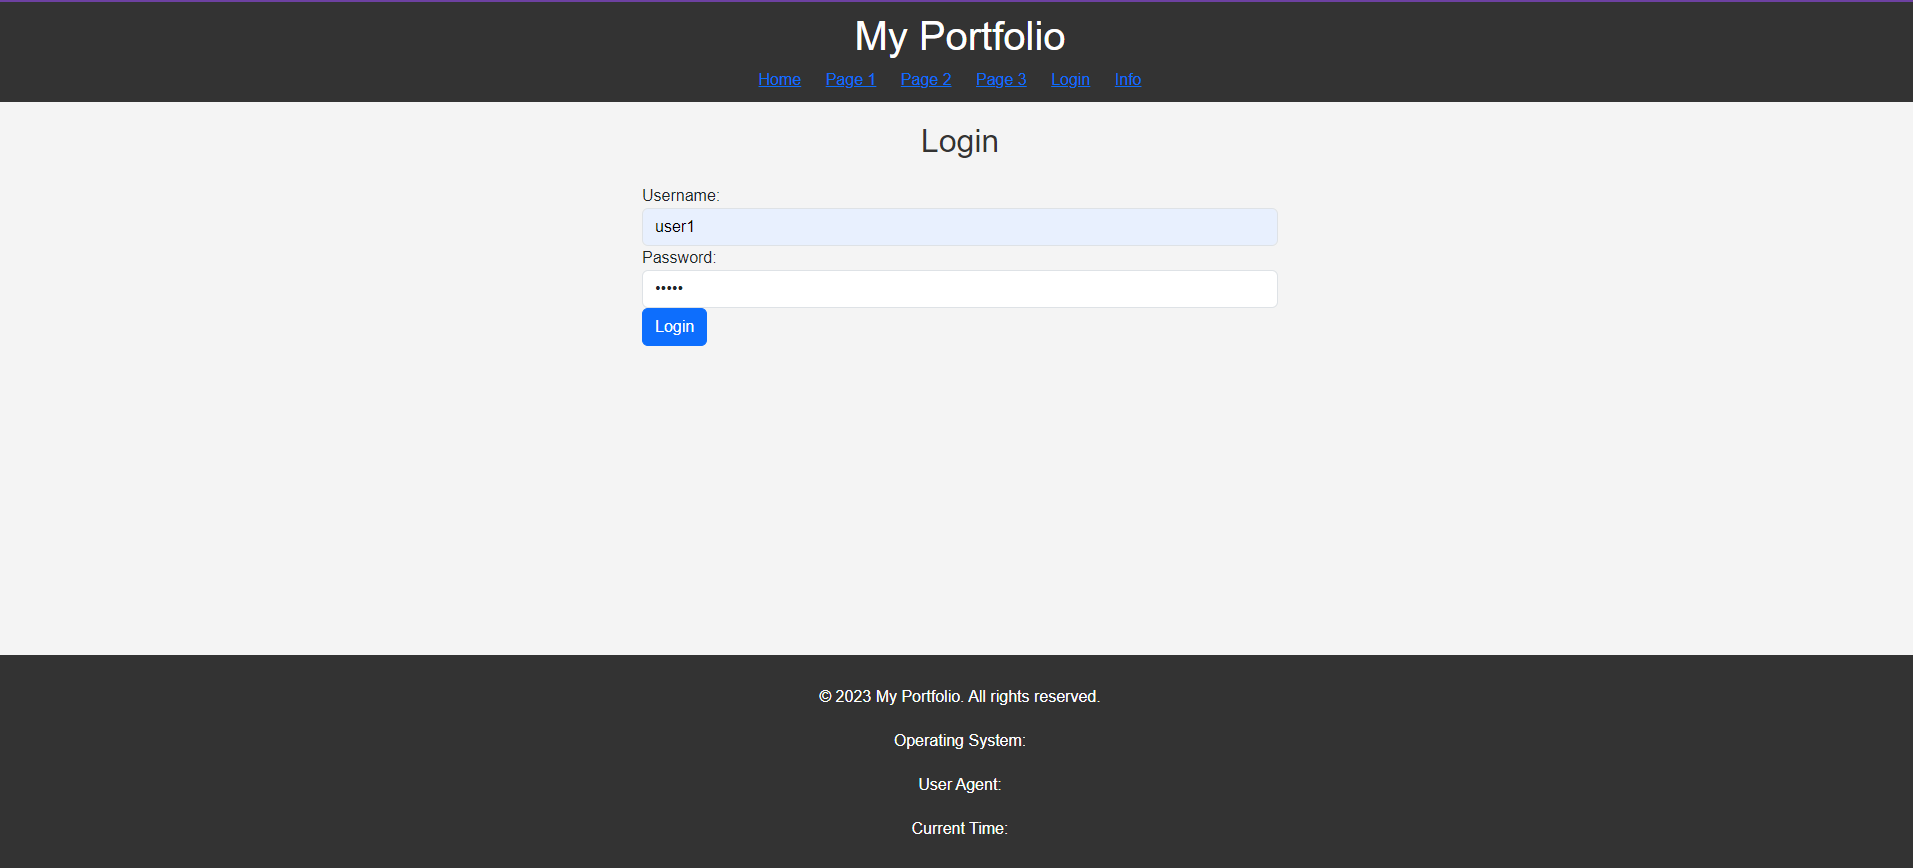 My Portfolio
Home Page 1 Page 2 Page 3 Login Info
Login
Username:
user1
Password:
•••••
Login
© 2023 My Portfolio. All rights reserved.
Operating System:
User Agent:
Current Time: